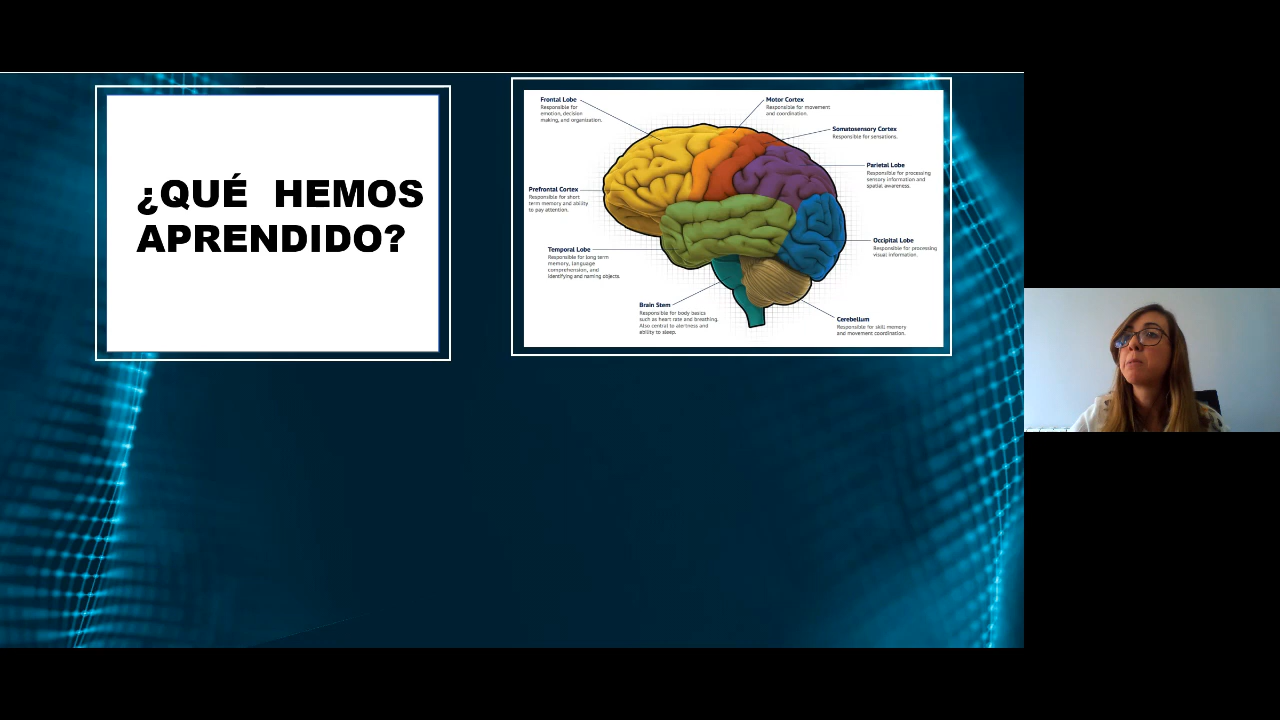 ¿QUÉ HEMOS
APRENDIDO?
Frontal Lobe
Responsible for
emotion, decision
making, and organization.
Motor Cortex
Responsible for movement
and coordination.
Somatosensory Cortex
Responsible for sensations.
Parietal Lobe
Responsible for processing
sensory information and
spatial awareness.
Prefrontal Cortex
Responsible for short
term memory and ability
to pay attention.
Occipital Lobe
Responsible for processing
visual information.
Temporal Lobe
Responsible for long term
memory, language
comprehension, and
identifying and naming objects.
Brain Stem
Responsible for body basics
such as heart rate and breathing.
Also central to alertness and
ability to sleep.
Cerebellum
Responsible for skill memory
and movement coordination.